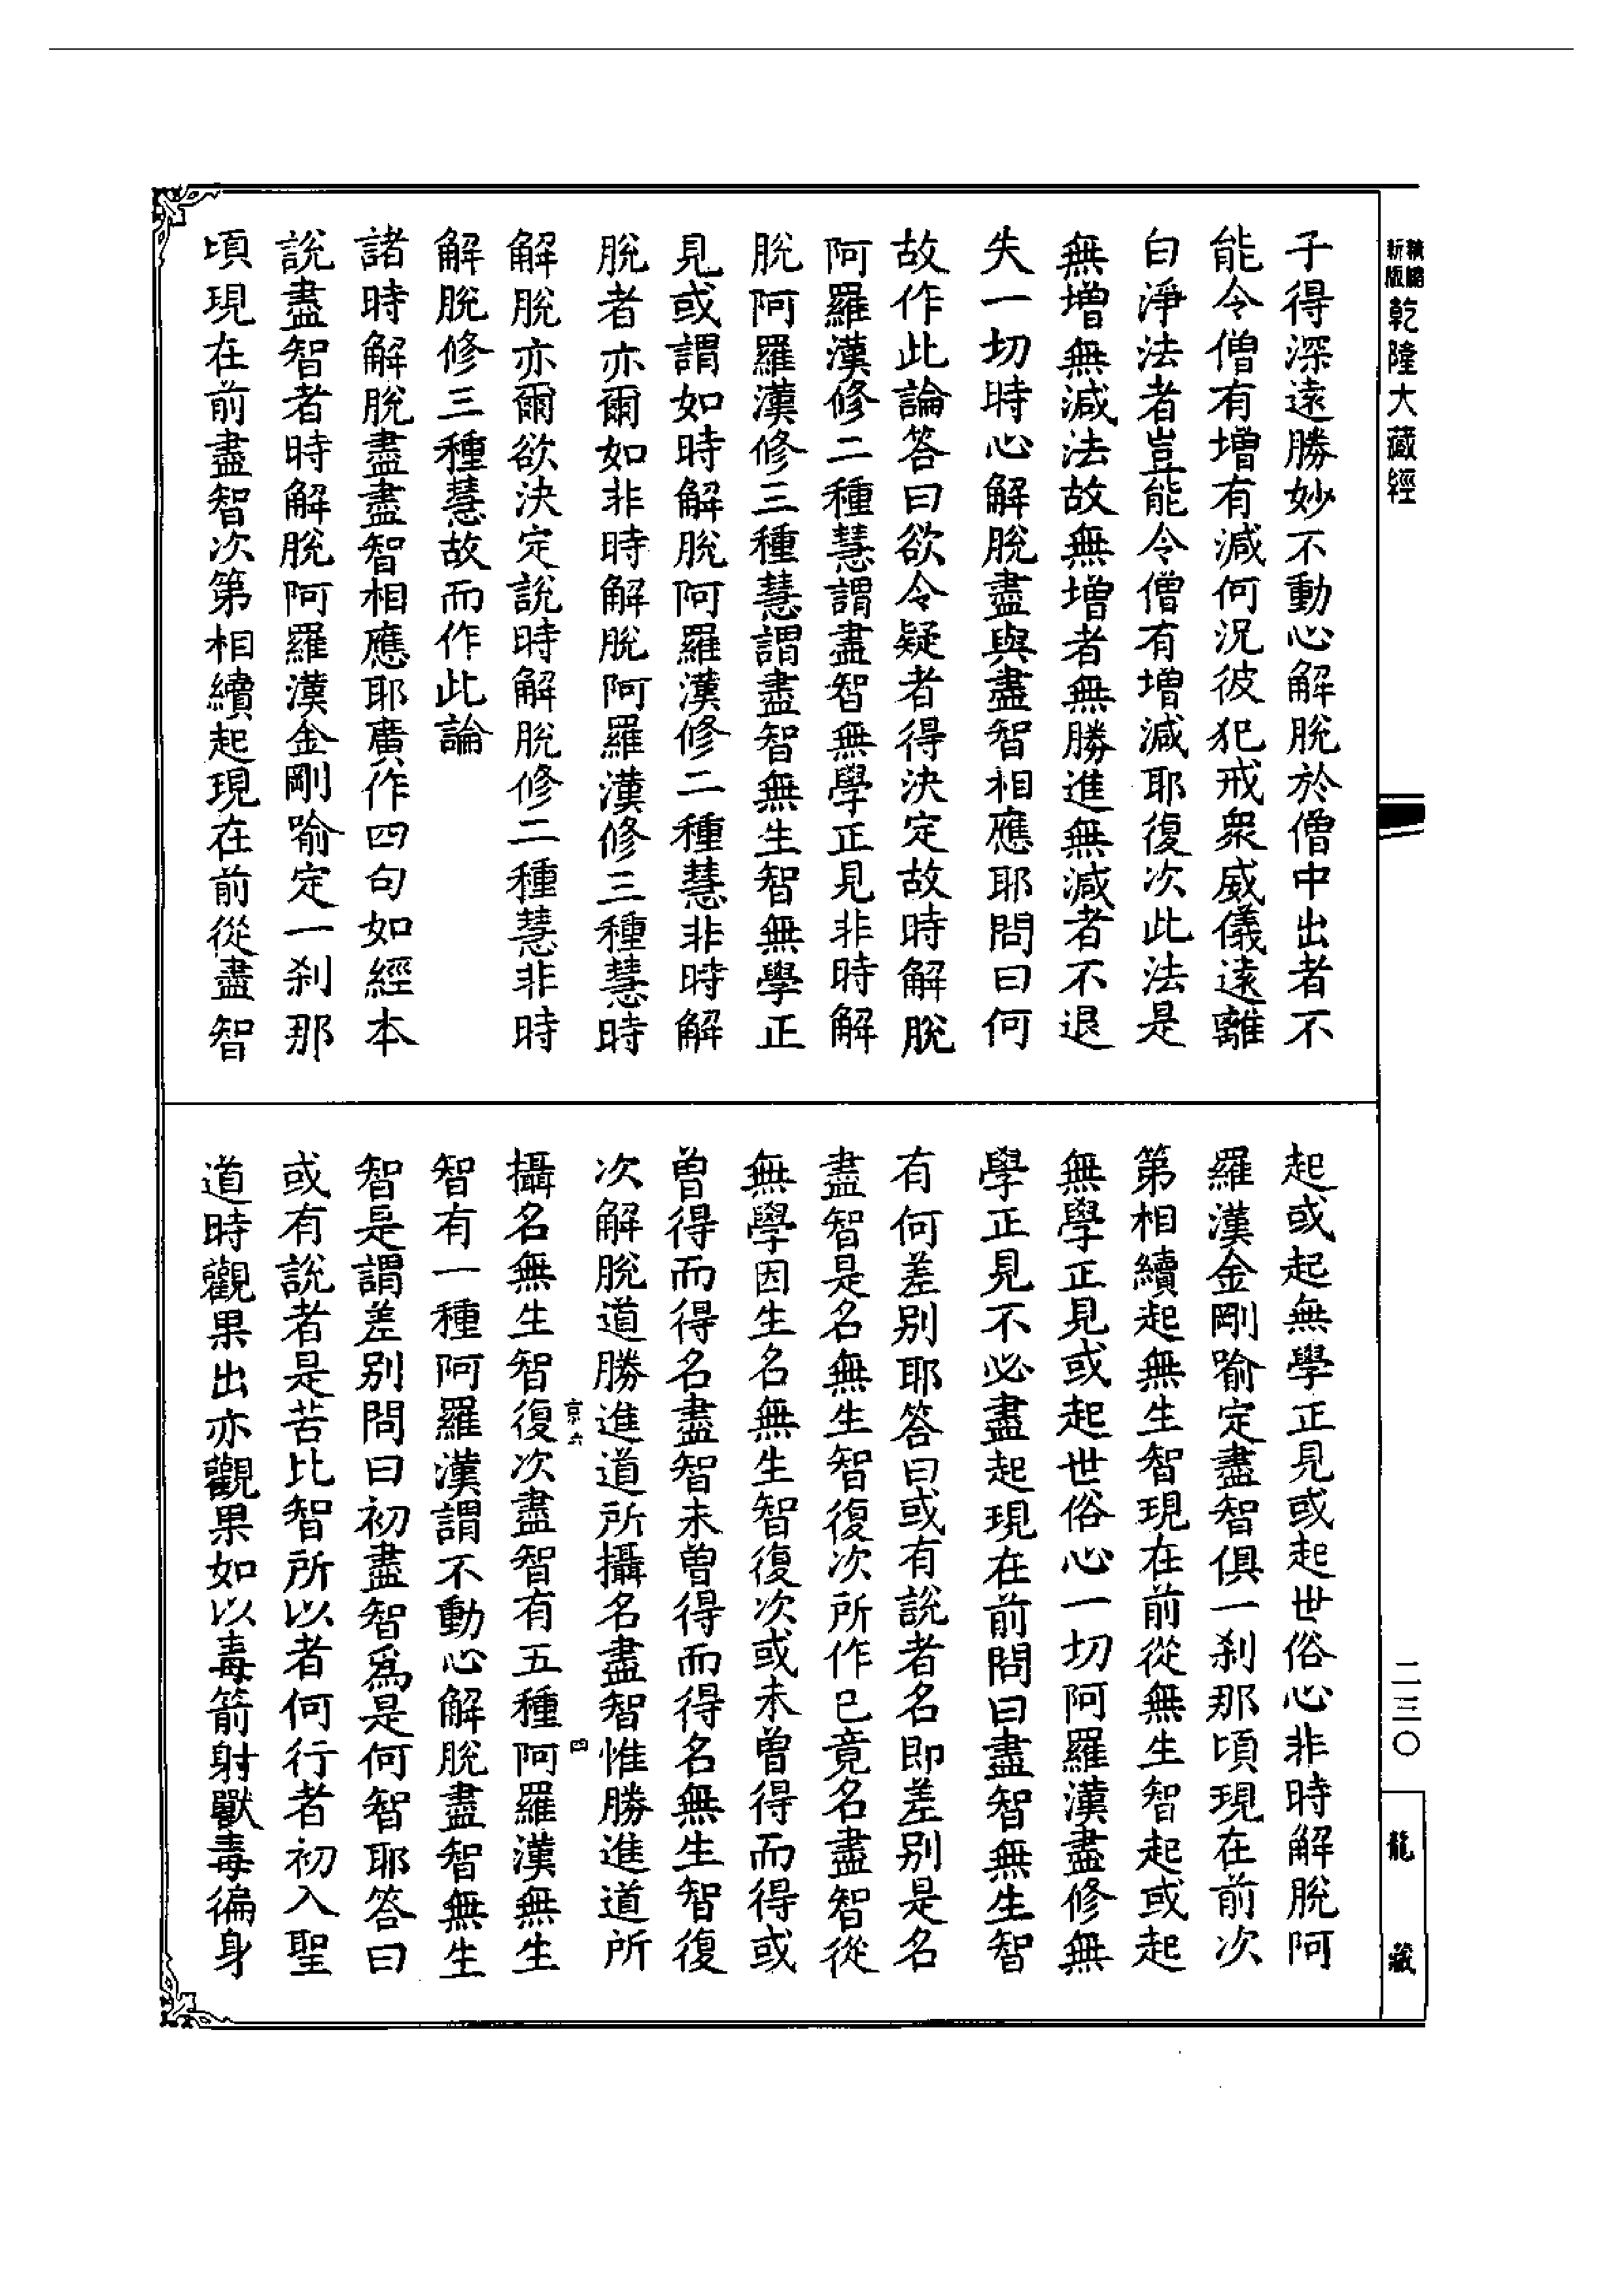 新版
乾隆大藏經
子得深遠勝妙不動心解脫於僧中出者不
能令僧有增有減何況彼犯戒衆威儀遠離
白淨法者豈能令僧有增減耶復次此法是
無增無減法故無增者無勝進無減者不退
失一切時心解脫盡與盡智相應耶問曰何
故作此論答曰欲令疑者得決定故時解脫
阿羅漢修二種慧謂盡智無學正見非時解
脫阿羅漢修三種慧謂盡智無生智無學正
見或謂如時解脫阿羅漢修二種慧非時解
脫者亦爾如非時解脫阿羅漢修三種慧時
解脫亦爾欲決定說時解脫修二種慧非時
解脫修三種慧故而作此論
諸時解脫盡盡智相應耶廣作四句如經本
說盡智者時解脫阿羅漢金剛喻定一剎那
頃現在前盡智次第相續起現在前從盡智
起或起無學正見或起世俗心非時解脫阿
羅漢金剛喻定盡智俱一剎那頃現在前次
第相續起無生智現在前從無生智起或起
無學正見或起世俗心一切阿羅漢盡修無
學正見不必盡起現在前問曰盡智無生智
有何差別耶答曰或有說者名即差別是名
盡智是名無生智復次所作已竟名盡智從
無學因生名無生智復次或未曾得而得或
曾得而得名盡智未曾得而得名無生智復
次解脫道勝進道所攝名盡智惟勝進道所
攝名無生智復次盡智有五種阿羅漢無生
智有一種阿羅漢謂不動心解脫盡智無生
智是謂差別問曰初盡智爲是何智耶答曰
或有說者是苦比智所以者何行者初入聖
道時觀果出亦觀果如以毒箭射獸毒徧身
京六
四
二三〇
龍藏